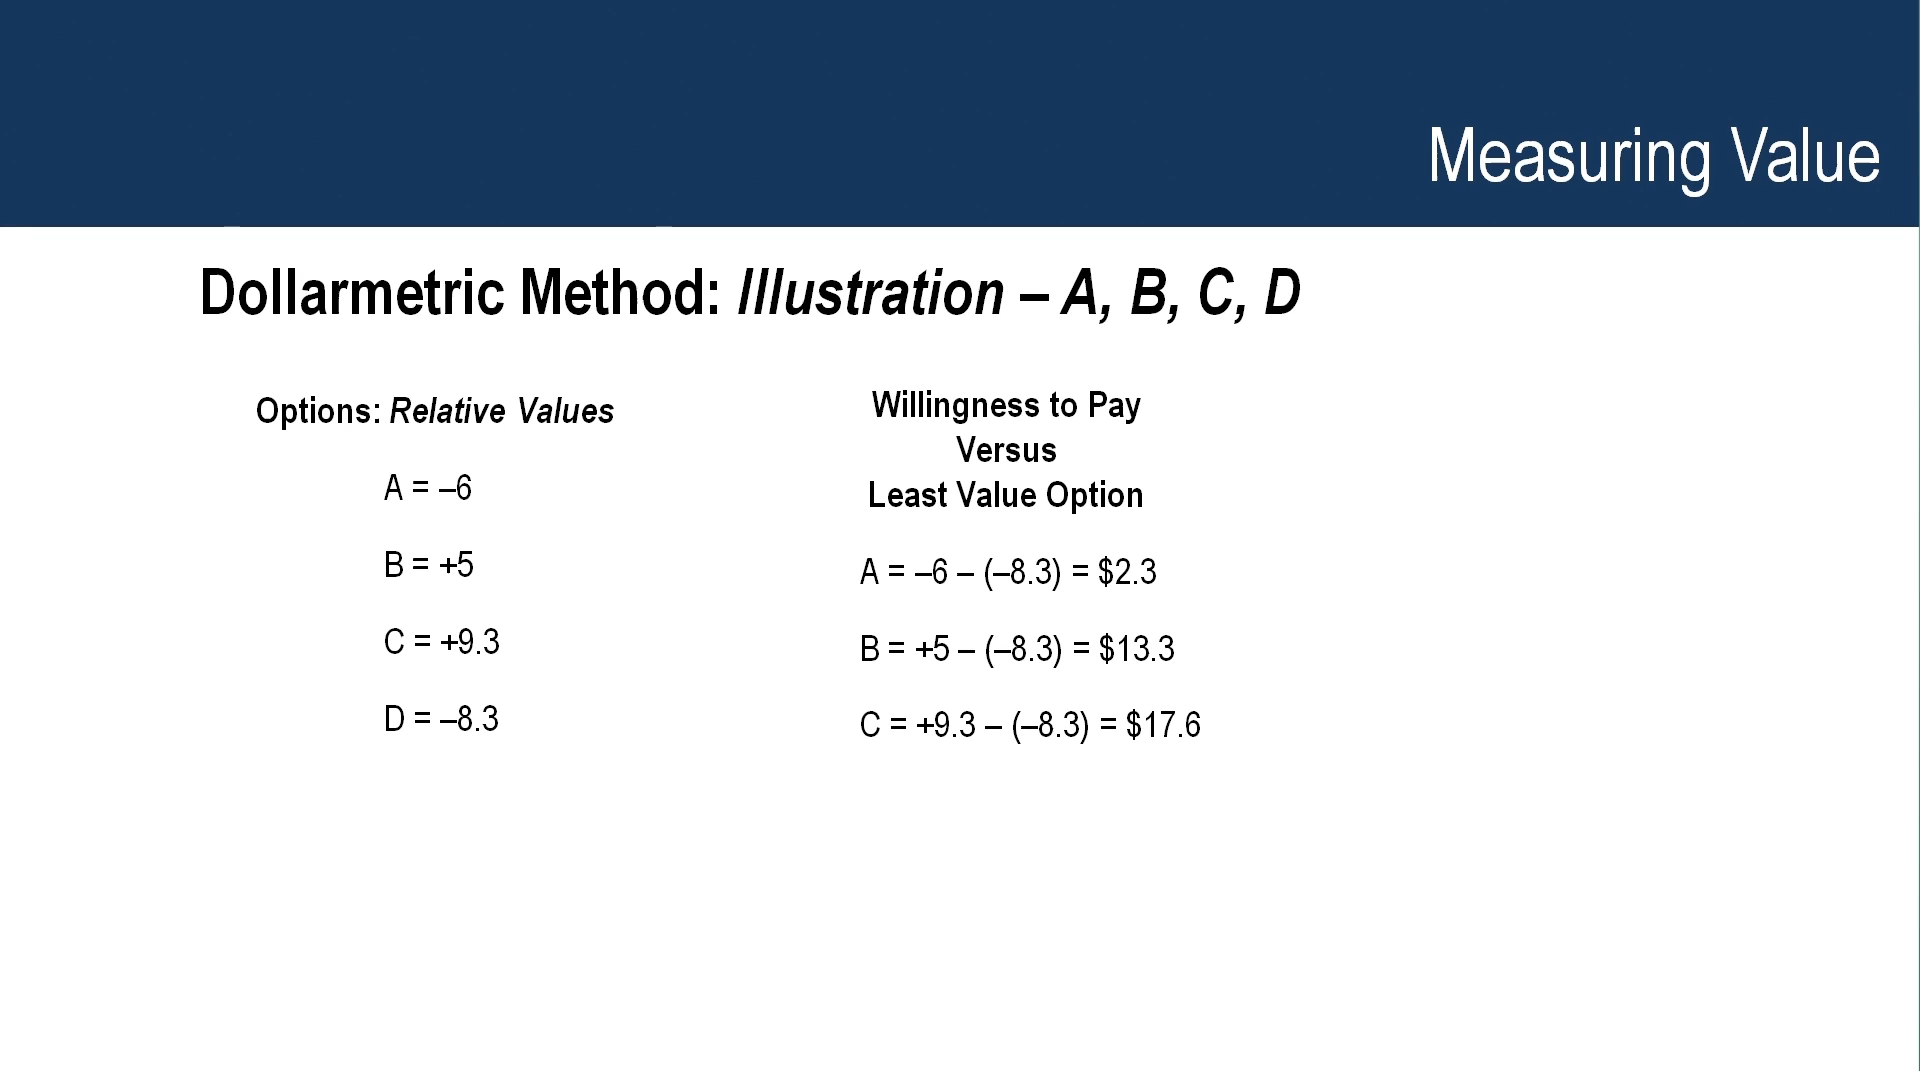 Measuring Value
Dollarmetric Method: Illustration – A, B, C, D
Options: Relative Values
A = –6
B = +5
C = +9.3
D = –8.3
Willingness to Pay
Versus
Least Value Option
A = –6 – (–8.3) = $2.3
B = +5 – (–8.3) = $13.3
C = +9.3 – (–8.3) = $17.6